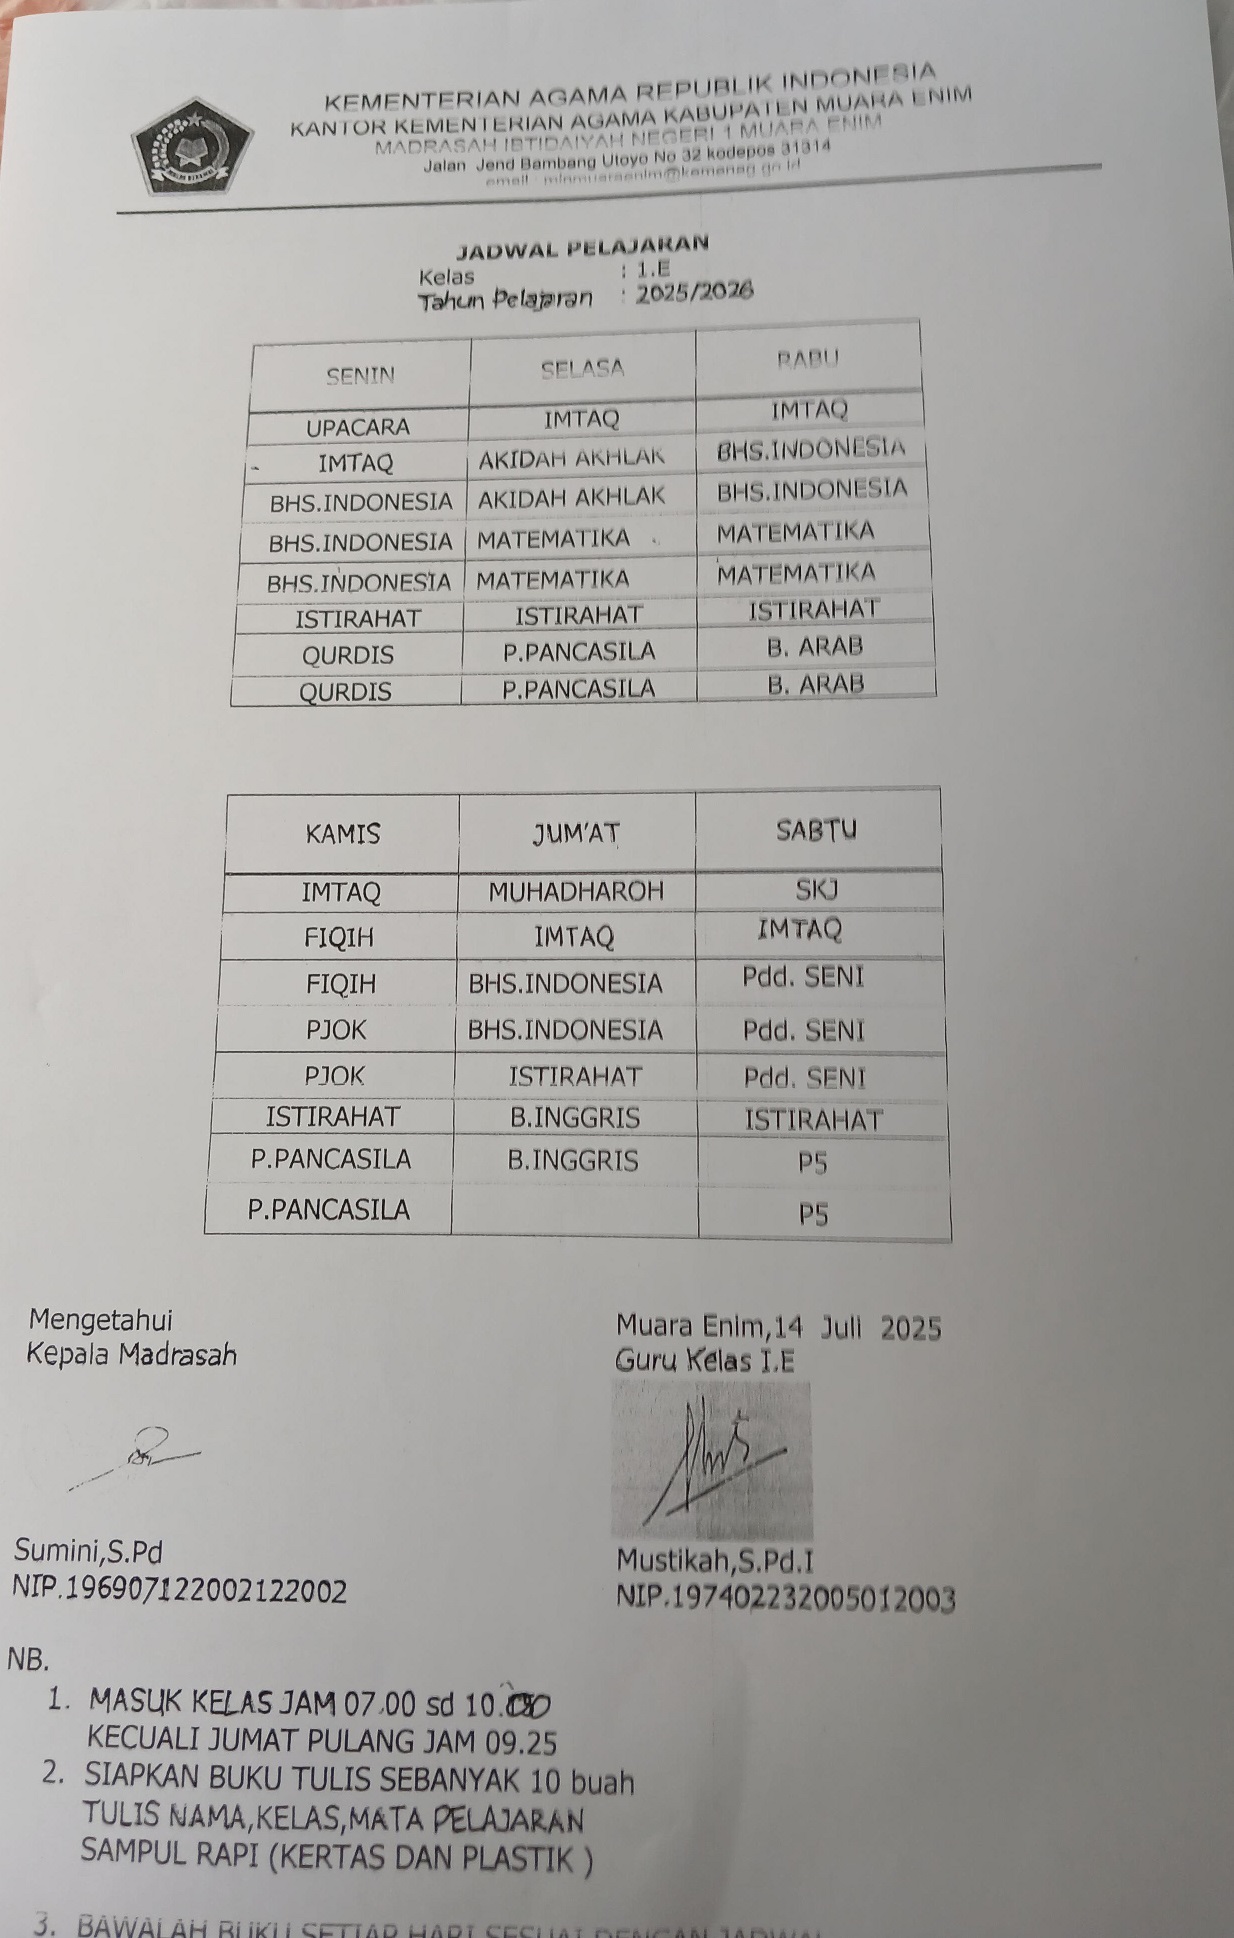 KEMENTERIAN AGAMA REPUBLIK INDONESIA
KANTOR KEMENTERIAN AGAMA KABUPATEN MUARA ENIM
MADRASAH IBTIDAIYAH NEGERI 1 MUARA ENIM
Jalan Jend Bambang Utoyo No 32 kodepos 31314
email : minmuaraenim@kemenag.go.id
JADWAL PELAJARAN
Kelas : 1.E
Tahun Pelajaran : 2025/2026
SENIN SELASA RABU
UPACARA IMTAQ IMTAQ
IMTAQ AKIDAH AKHLAK BHS.INDONESIA
BHS.INDONESIA AKIDAH AKHLAK BHS.INDONESIA
BHS.INDONESIA MATEMATIKA MATEMATIKA
BHS.INDONESIA MATEMATIKA MATEMATIKA
ISTIRAHAT ISTIRAHAT ISTIRAHAT
QURDIS P.PANCASILA B. ARAB
QURDIS P.PANCASILA B. ARAB
KAMIS JUM'AT SABTU
IMTAQ MUHADHAROH SKJ
FIQIH IMTAQ IMTAQ
FIQIH BHS.INDONESIA Pdd. SENI
PJOK BHS.INDONESIA Pdd. SENI
PJOK ISTIRAHAT Pdd. SENI
ISTIRAHAT B.INGGRIS ISTIRAHAT
P.PANCASILA B.INGGRIS P5
P.PANCASILA P5
Mengetahui
Kepala Madrasah
Sumini,S.Pd
NIP.196907122002122002
Muara Enim,14 Juli 2025
Guru Kelas I.E
Mustikah,S.Pd.I
NIP.197402232005012003
NB.
1. MASUK KELAS JAM 07.00 sd 10.00
KECUALI JUMAT PULANG JAM 09.25
2. SIAPKAN BUKU TULIS SEBANYAK 10 buah
TULIS NAMA,KELAS,MATA PELAJARAN
SAMPUL RAPI (KERTAS DAN PLASTIK )
3. BAWALAH BUKU SETIAP HARI SESUAI DENGAN JADWAL